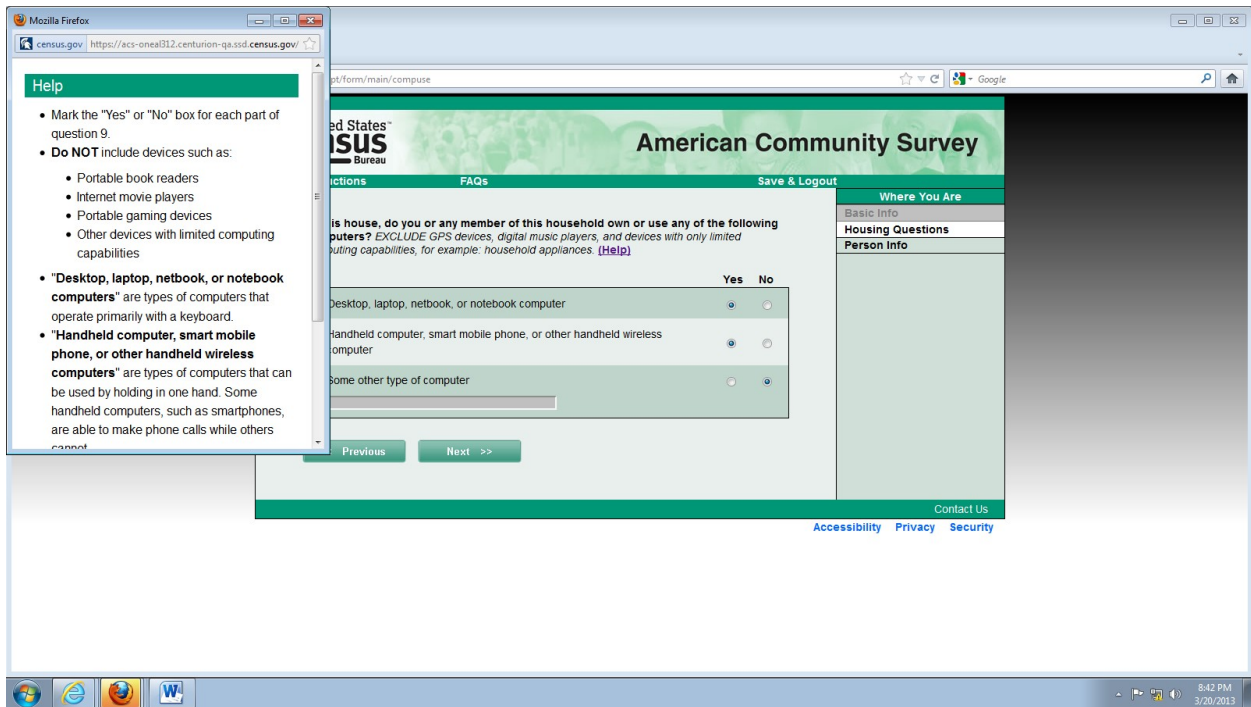 Mozilla Firefox
census.gov https://acs-oneal312.centurion-qa.ssd.census.gov/
Help
• Mark the "Yes" or "No" box for each part of
question 9.
• Do NOT include devices such as:
• Portable book readers
• Internet movie players
• Portable gaming devices
• Other devices with limited computing
capabilities
• "Desktop, laptop, netbook, or notebook
computers" are types of computers that
operate primarily with a keyboard.
• "Handheld computer, smart mobile
phone, or other handheld wireless
computers" are types of computers that can
be used by holding in one hand. Some
handheld computers, such as smartphones,
are able to make phone calls while others
cannot
pt/form/main/compuse
Google
ed States™
nsus
Bureau
American Community Survey
ctions FAQs Save & Logout
Where You Are
Basic Info
Housing Questions
Person Info
is house, do you or any member of this household own or use any of the following
puters? EXCLUDE GPS devices, digital music players, and devices with only limited
puting capabilities, for example: household appliances. (Help)
Yes No
Desktop, laptop, netbook, or notebook computer
Handheld computer, smart mobile phone, or other handheld wireless
computer
Some other type of computer
Previous Next >>
Contact Us
Accessibility Privacy Security
8:42 PM
3/20/2013